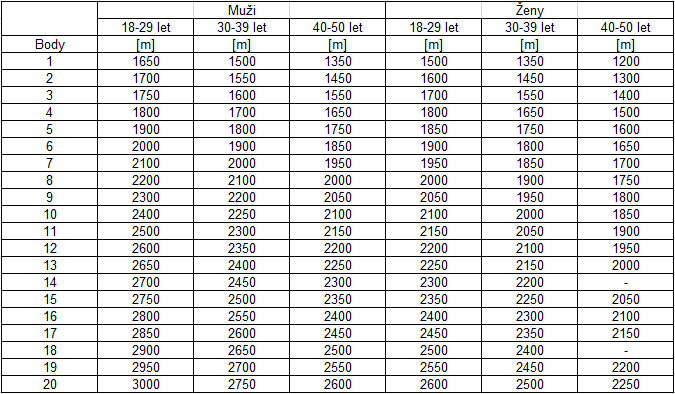 Muži Ženy
18-29 let 30-39 let 40-50 let 18-29 let 30-39 let 40-50 let
Body [m] [m] [m] [m] [m] [m]
1 1650 1500 1350 1500 1350 1200
2 1700 1550 1450 1600 1450 1300
3 1750 1600 1550 1700 1550 1400
4 1800 1700 1650 1800 1650 1500
5 1900 1800 1750 1850 1750 1600
6 2000 1900 1850 1900 1800 1650
7 2100 2000 1950 1950 1850 1700
8 2200 2100 2000 2000 1900 1750
9 2300 2200 2050 2050 1950 1800
10 2400 2250 2100 2100 2000 1850
11 2500 2300 2150 2150 2050 1900
12 2600 2350 2200 2200 2100 1950
13 2650 2400 2250 2250 2150 2000
14 2700 2450 2300 2300 2200 -
15 2750 2500 2350 2350 2250 2050
16 2800 2550 2400 2400 2300 2100
17 2850 2600 2450 2450 2350 2150
18 2900 2650 2500 2500 2400 -
19 2950 2700 2550 2550 2450 2200
20 3000 2750 2600 2600 2500 2250